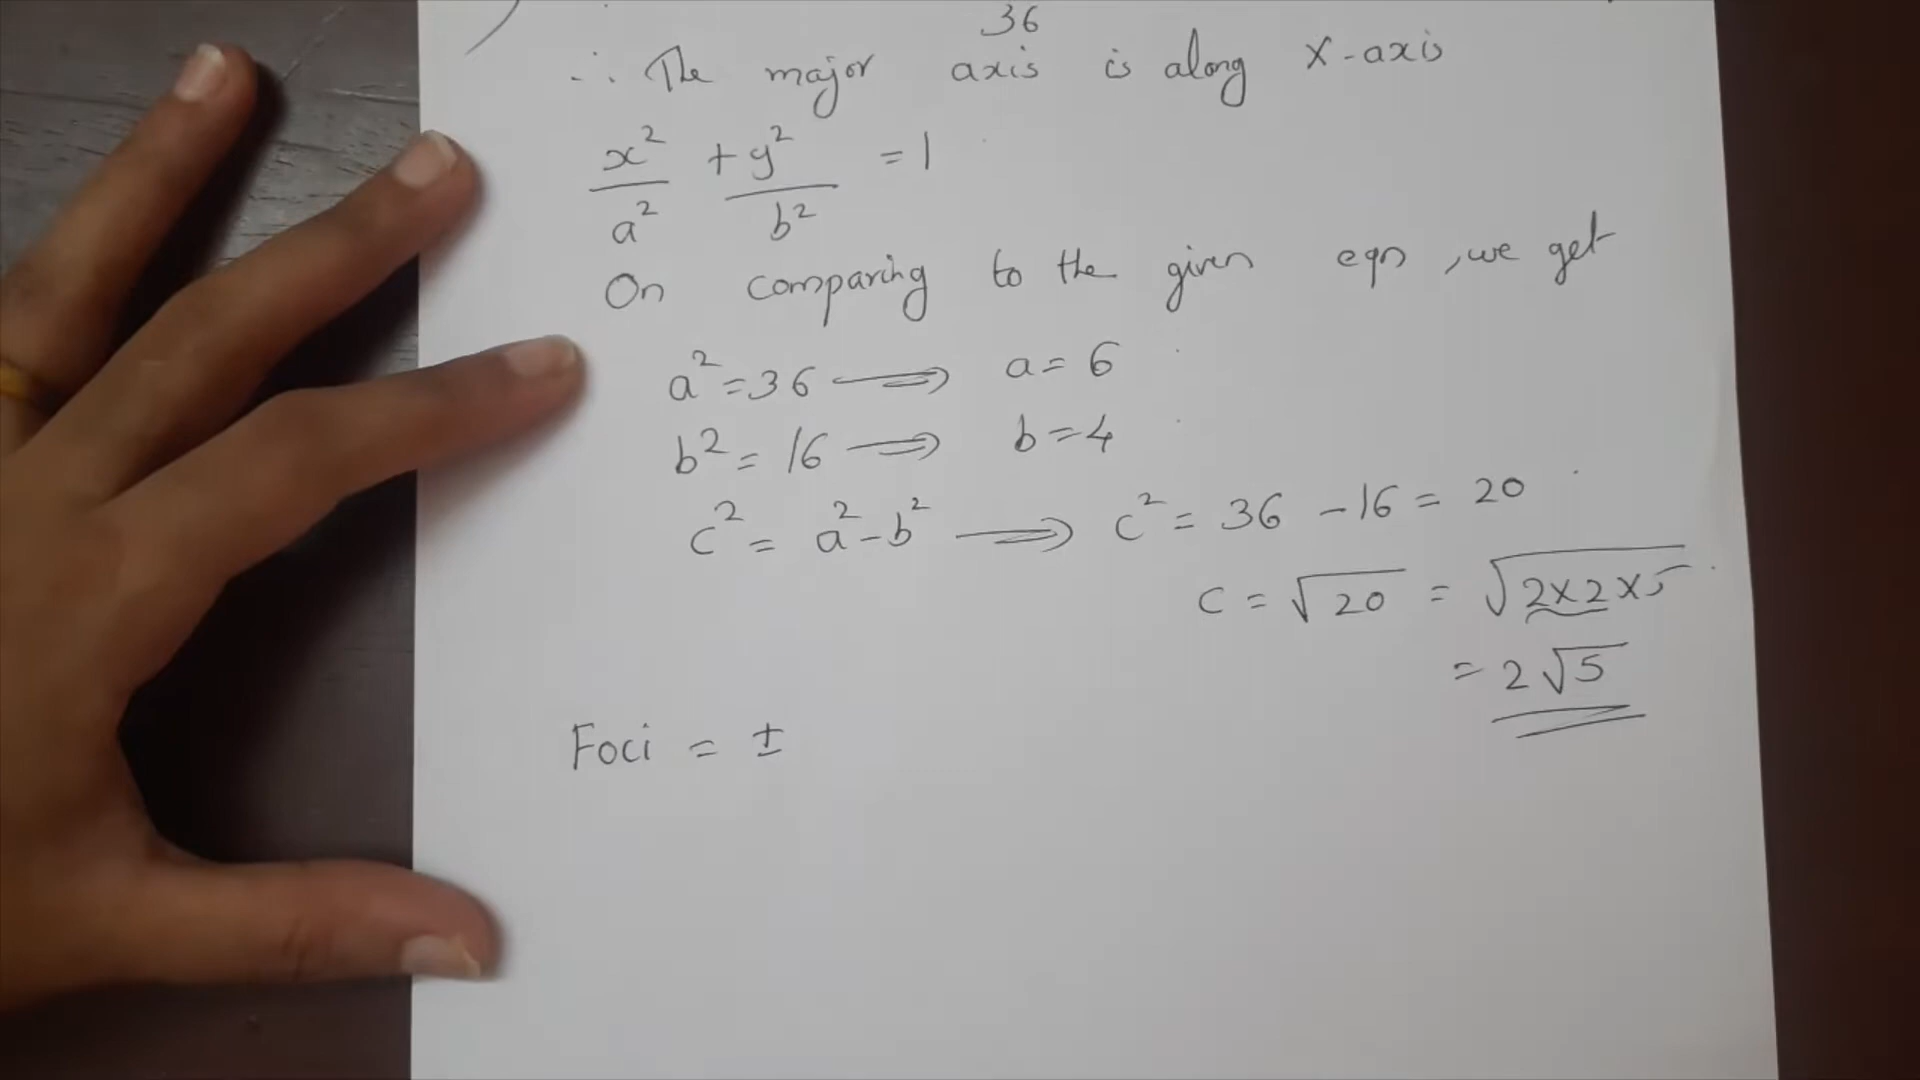 36
∴ The major axis is along X-axis
x²/a² + y²/b² = 1
On comparing to the given eqn, we get
a² = 36 ⟹ a = 6
b² = 16 ⟹ b = 4
c² = a² - b² ⟹ c² = 36 - 16 = 20
c = √20 = √2×2×5
= 2√5
Foci = ±